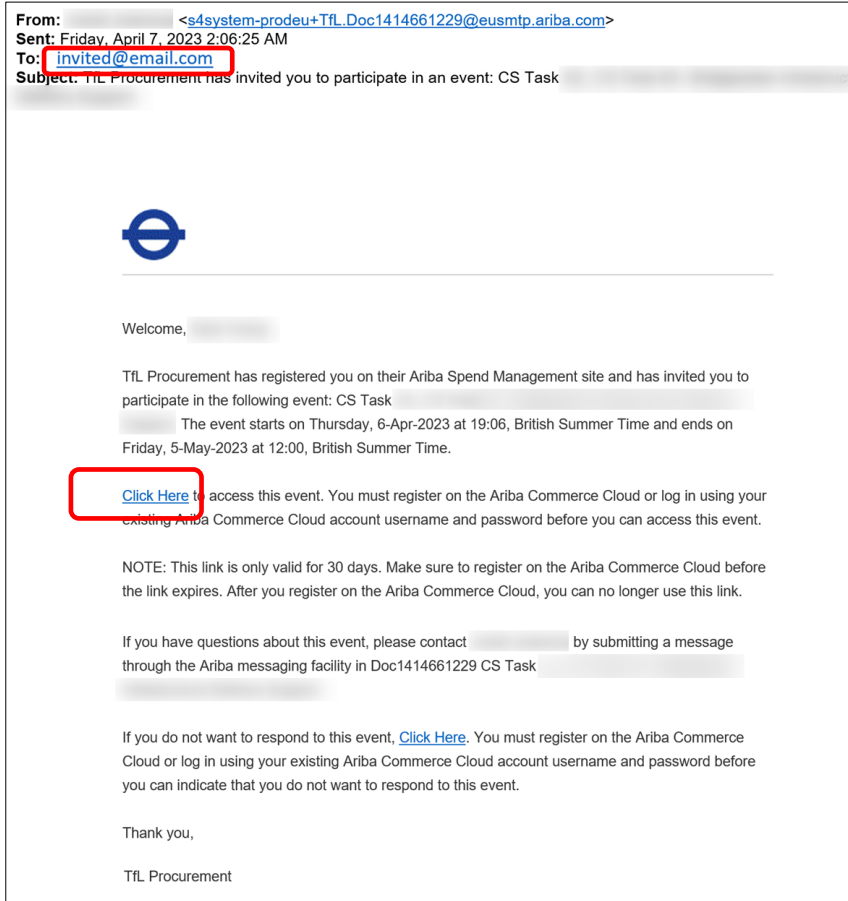 From: <s4system-prodeu+TfL.Doc1414661229@eusmtp.ariba.com>
Sent: Friday, April 7, 2023 2:06:25 AM
To: invited@email.com
Subject: TfL Procurement has invited you to participate in an event: CS Task
Welcome,
TfL Procurement has registered you on their Ariba Spend Management site and has invited you to
participate in the following event: CS Task
The event starts on Thursday, 6-Apr-2023 at 19:06, British Summer Time and ends on
Friday, 5-May-2023 at 12:00, British Summer Time.
Click Here to access this event. You must register on the Ariba Commerce Cloud or log in using your
existing Ariba Commerce Cloud account username and password before you can access this event.
NOTE: This link is only valid for 30 days. Make sure to register on the Ariba Commerce Cloud before
the link expires. After you register on the Ariba Commerce Cloud, you can no longer use this link.
If you have questions about this event, please contact by submitting a message
through the Ariba messaging facility in Doc1414661229 CS Task
If you do not want to respond to this event, Click Here. You must register on the Ariba Commerce
Cloud or log in using your existing Ariba Commerce Cloud account username and password before
you can indicate that you do not want to respond to this event.
Thank you,
TfL Procurement